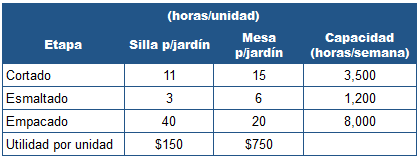 (horas/unidad)
Etapa Silla p/jardín Mesa p/jardín Capacidad (horas/semana)
Cortado 11 15 3,500
Esmaltado 3 6 1,200
Empacado 40 20 8,000
Utilidad por unidad $150 $750